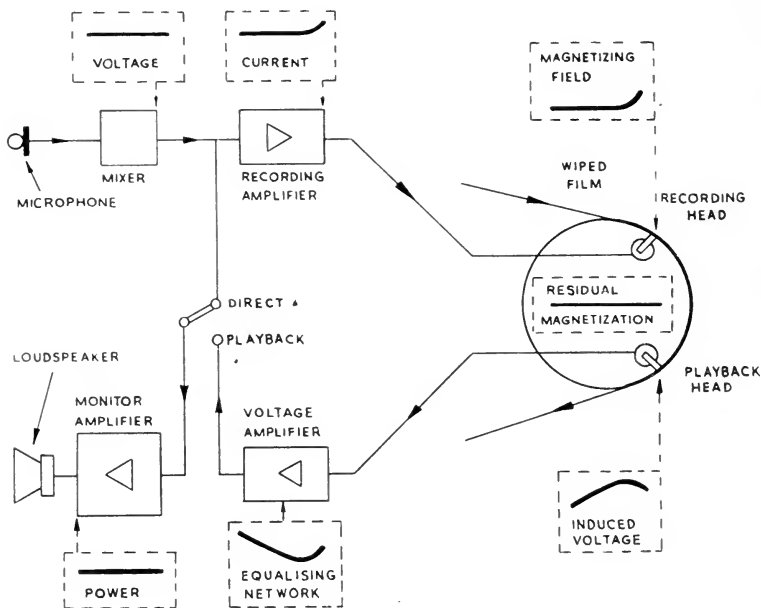 VOLTAGE
CURRENT
MAGNETIZING
FIELD
MIXER
RECORDING
AMPLIFIER
MICROPHONE
WIPED
FILM
RECORDING
HEAD
RESIDUAL
MAGNETIZATION
DIRECT
PLAYBACK
LOUDSPEAKER
MONITOR
AMPLIFIER
VOLTAGE
AMPLIFIER
PLAYBACK
HEAD
INDUCED
VOLTAGE
POWER
EQUALISING
NETWORK